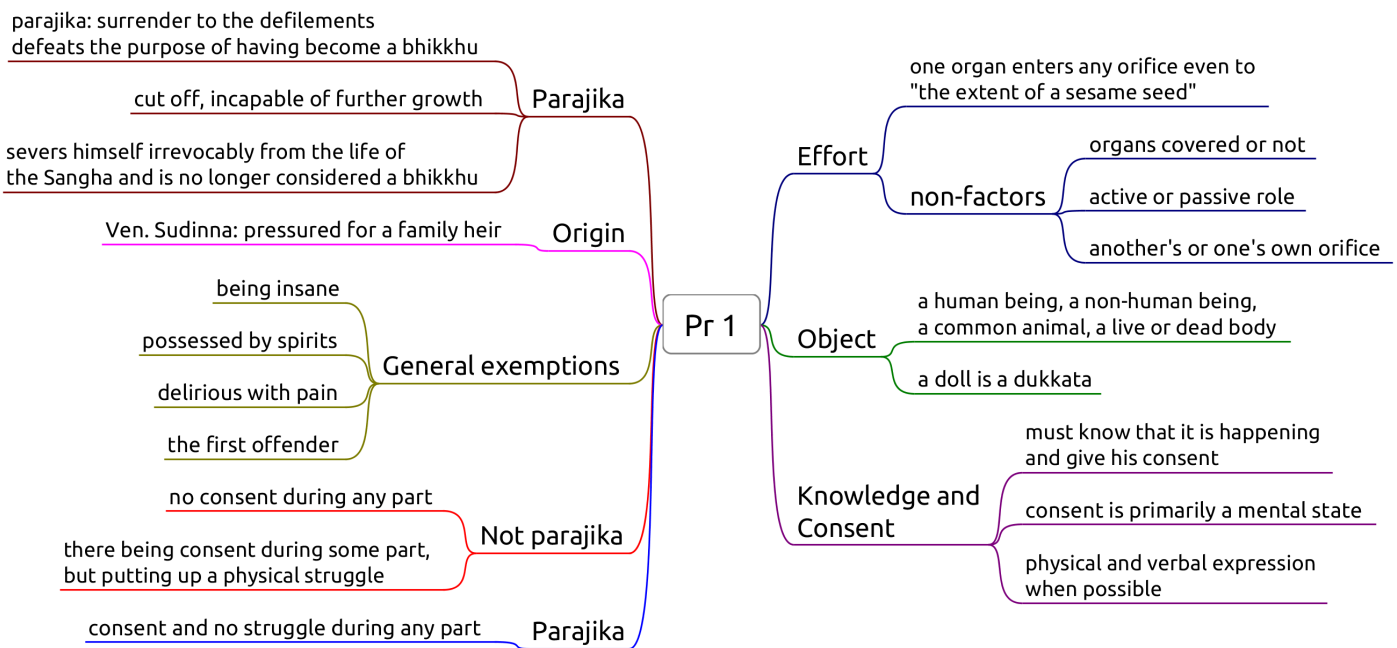 parajika: surrender to the defilements
defeats the purpose of having become a bhikkhu
cut off, incapable of further growth
severs himself irrevocably from the life of
the Sangha and is no longer considered a bhikkhu
Parajika
Ven. Sudinna: pressured for a family heir
Origin
being insane
possessed by spirits
delirious with pain
the first offender
General exemptions
no consent during any part
there being consent during some part,
but putting up a physical struggle
Not parajika
consent and no struggle during any part
Parajika
Pr 1
Effort
one organ enters any orifice even to
"the extent of a sesame seed"
non-factors
organs covered or not
active or passive role
another's or one's own orifice
Object
a human being, a non-human being,
a common animal, a live or dead body
a doll is a dukkata
Knowledge and
Consent
must know that it is happening
and give his consent
consent is primarily a mental state
physical and verbal expression
when possible